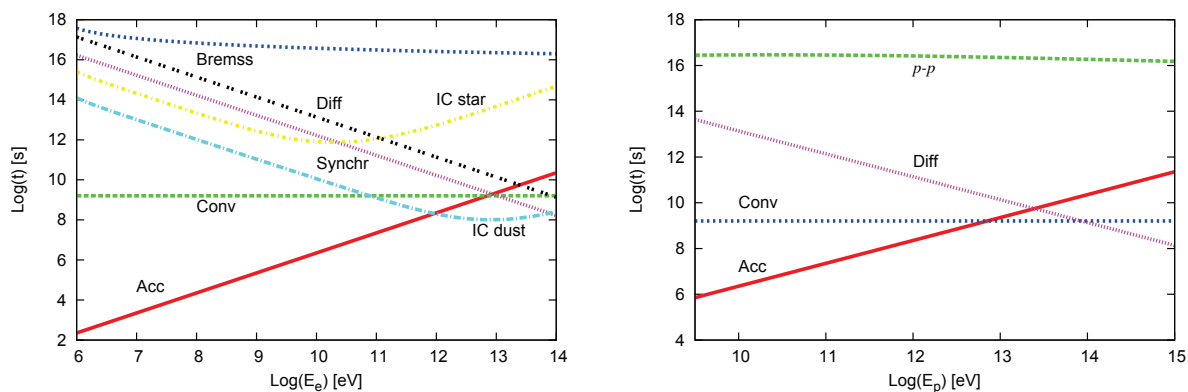 Log(t) [s]
18
16
14
12
10
8
6
4
2
6 7 8 9 10 11 12 13 14
Log(E_e) [eV]
Bremss
Diff
IC star
Synchr
Conv
IC dust
Acc
Log(t) [s]
18
16
14
12
10
8
6
4
10 11 12 13 14 15
Log(E_p) [eV]
p-p
Diff
Conv
Acc